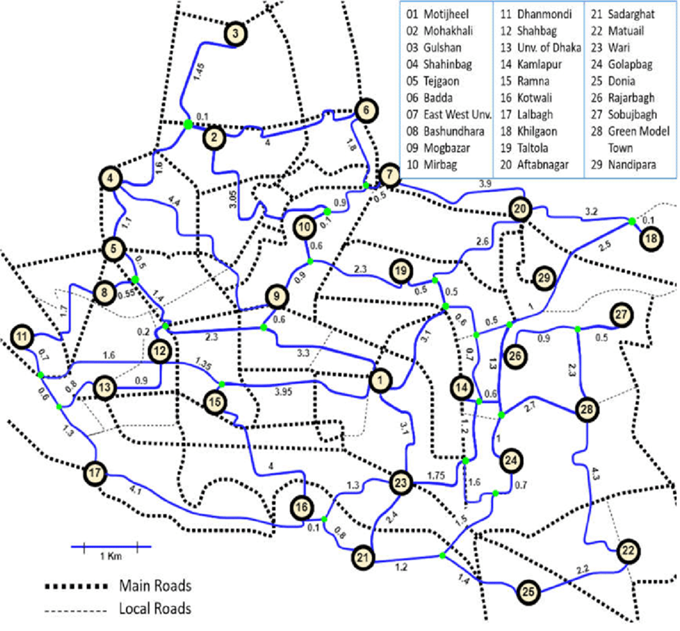 01 Motijheel
02 Mohakhali
03 Gulshan
04 Shahinbag
05 Tejgaon
06 Badda
07 East West Unv.
08 Bashundhara
09 Mogbazar
10 Mirbag
11 Dhanmondi
12 Shahbag
13 Unv. of Dhaka
14 Kamlapur
15 Ramna
16 Kotwali
17 Lalbagh
18 Khilgaon
19 Taltola
20 Aftabnagar
21 Sadarghat
22 Matuail
23 Wari
24 Golapbag
25 Donia
26 Rajarbagh
27 Sobujbagh
28 Green Model
Town
29 Nandipara
3
1.45
0.1
2
4
6
1.8
1.6
4
4.4
3.05
0.9
0.1
0.5
7
3.9
20
3.2
0.1
18
1.1
10
0.6
5
0.5
2.3
0.9
19
0.5
2.6
2.5
29
8
0.55
1.4
9
0.5
0.6
1
27
1.7
0.2
2.3
0.6
3.1
0.5
0.9
0.5
11
0.7
12
3.3
0.7
26
1.6
1.35
2.3
0.6
0.8
13
0.9
15
3.95
1
14
0.6
13
2.7
28
1.3
3.1
1.2
1
17
4
24
4.3
4.1
1.3
23
1.75
1.6
0.7
16
0.1
2.4
0.8
1.5
21
1.2
22
1.4
2.2
25
1 Km
Main Roads
Local Roads